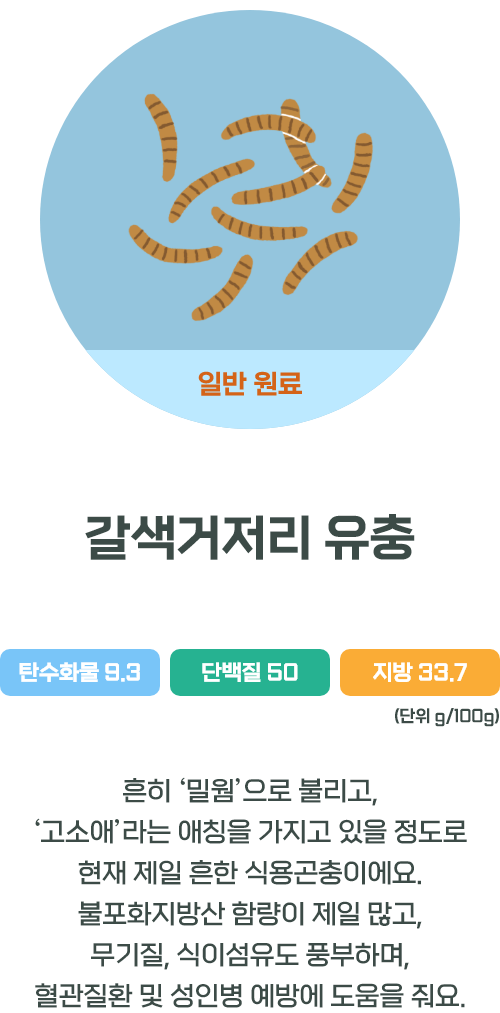 일반 원료
갈색거저리 유충
탄수화물 9.3 단백질 50 지방 33.7
(단위 g/100g)
흔히 ‘밀웜’으로 불리고,
‘고소애’라는 애칭을 가지고 있을 정도로
현재 제일 흔한 식용곤충이에요.
불포화지방산 함량이 제일 많고,
무기질, 식이섬유도 풍부하며,
혈관질환 및 성인병 예방에 도움을 줘요.